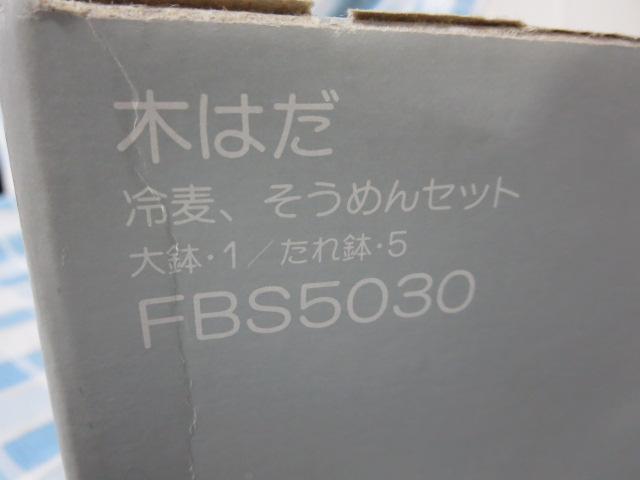 木はだ
冷麦、そうめんセット
大鉢・1/たれ鉢・5
FBS5030